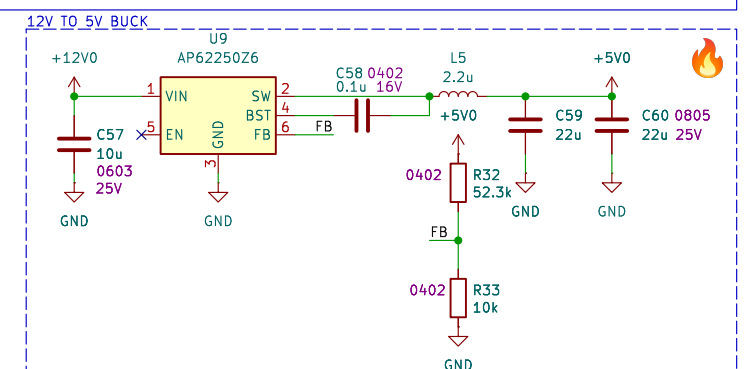 12V TO 5V BUCK
U9
AP62250Z6
+12V0
1 VIN
SW 2
BST 4
5 EN
FB 6
GND
3
FB
C57
10u
0603
25V
GND
GND
C58 0402
0.1u 16V
L5
2.2u
+5V0
+5V0
C59
22u
GND
C60 0805
22u 25V
GND
0402 R32
52.3k
FB
0402 R33
10k
GND